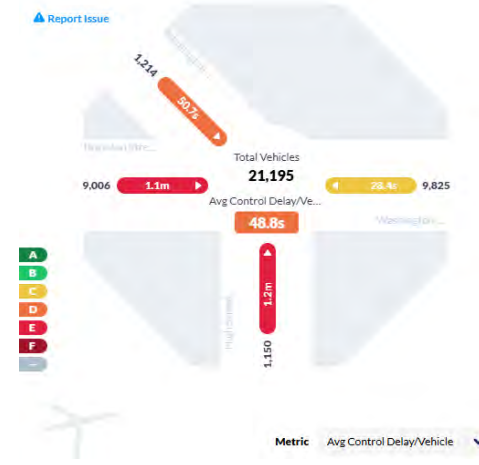 Report Issue
1,214
50.7s
Total Vehicles
21,195
9,006
1.1m
28.4s
9,825
Avg Control Delay/Ve...
48.8s
Washington...
A
B
C
D
E
F
—
1.2m
1,150
Metric Avg Control Delay/Vehicle